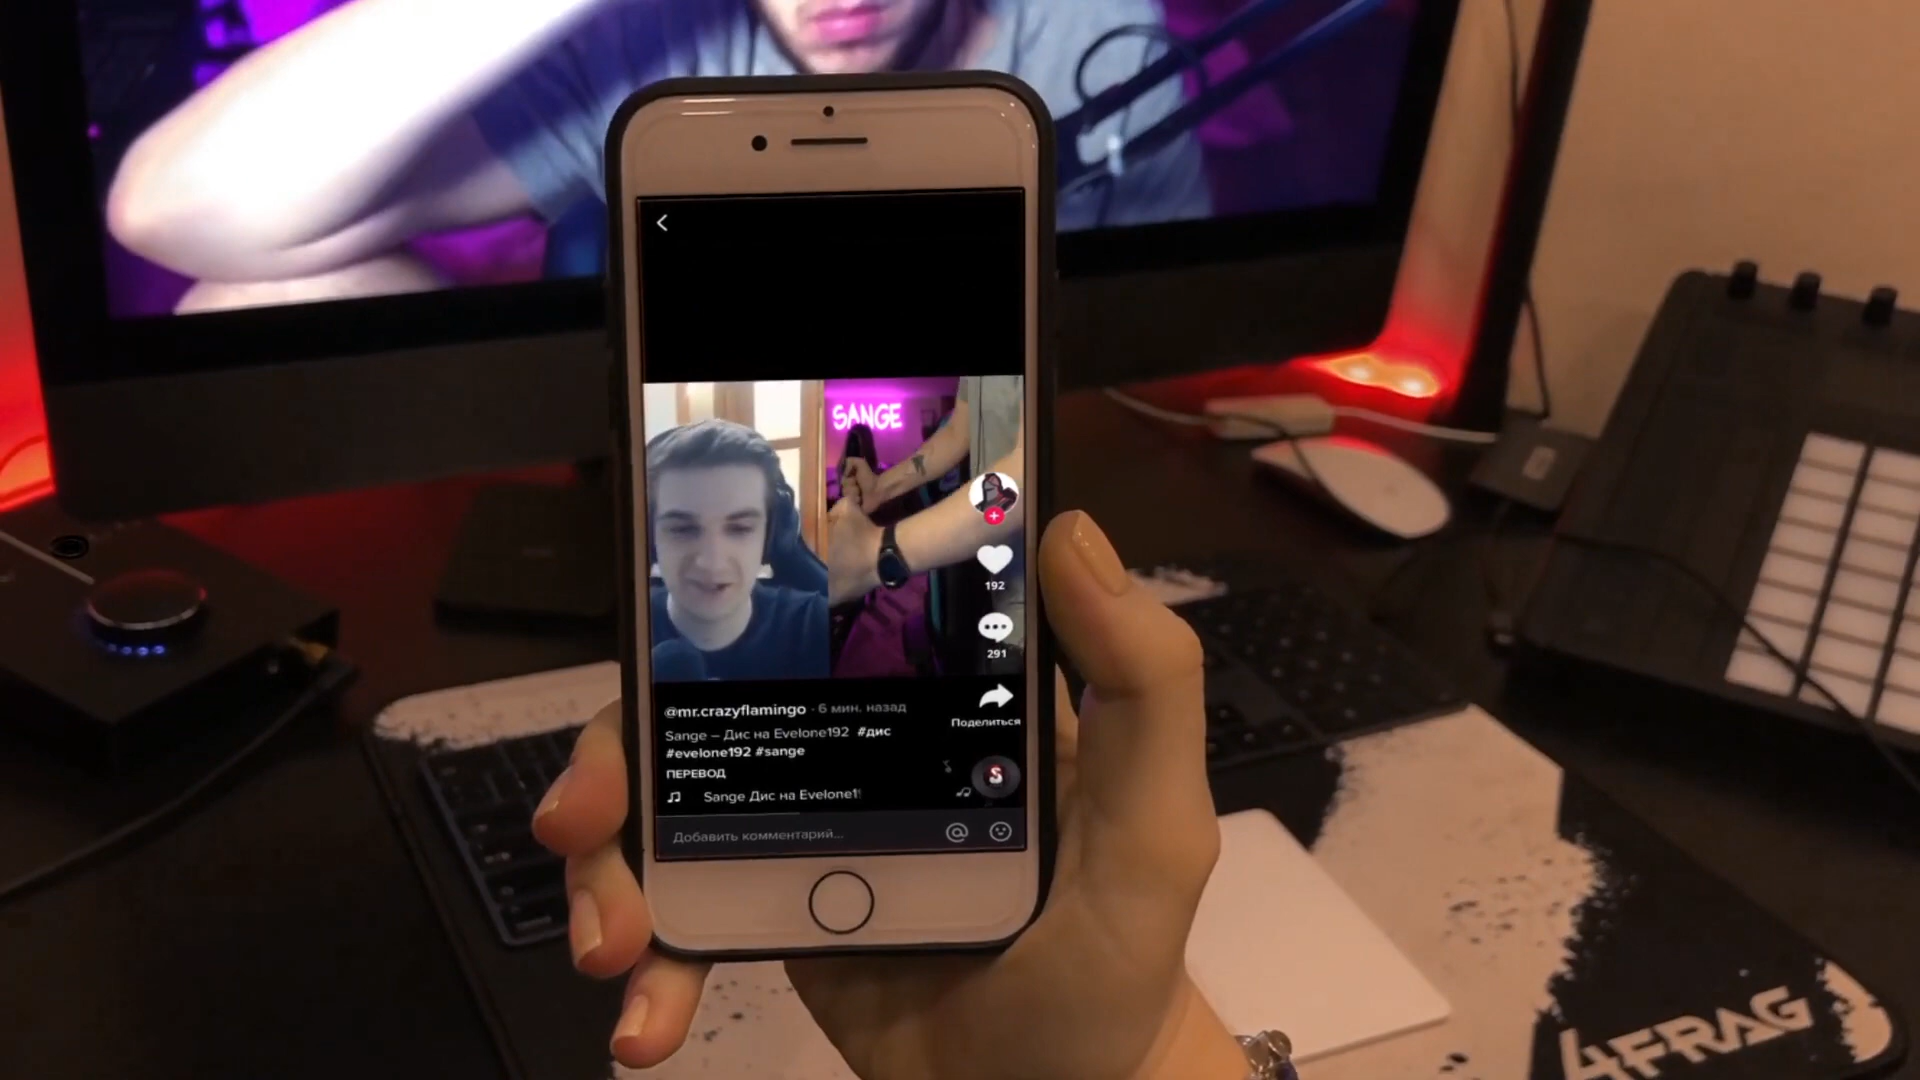 SANGE
192
291
@mr.crazyflamingo · 6 мин. назад
Поделиться
Sange – Дис на Evelone192 #дис
#evelone192 #sange
ПЕРЕВОД
Sange Дис на Evelone1
Добавить комментарий...
4FRAG